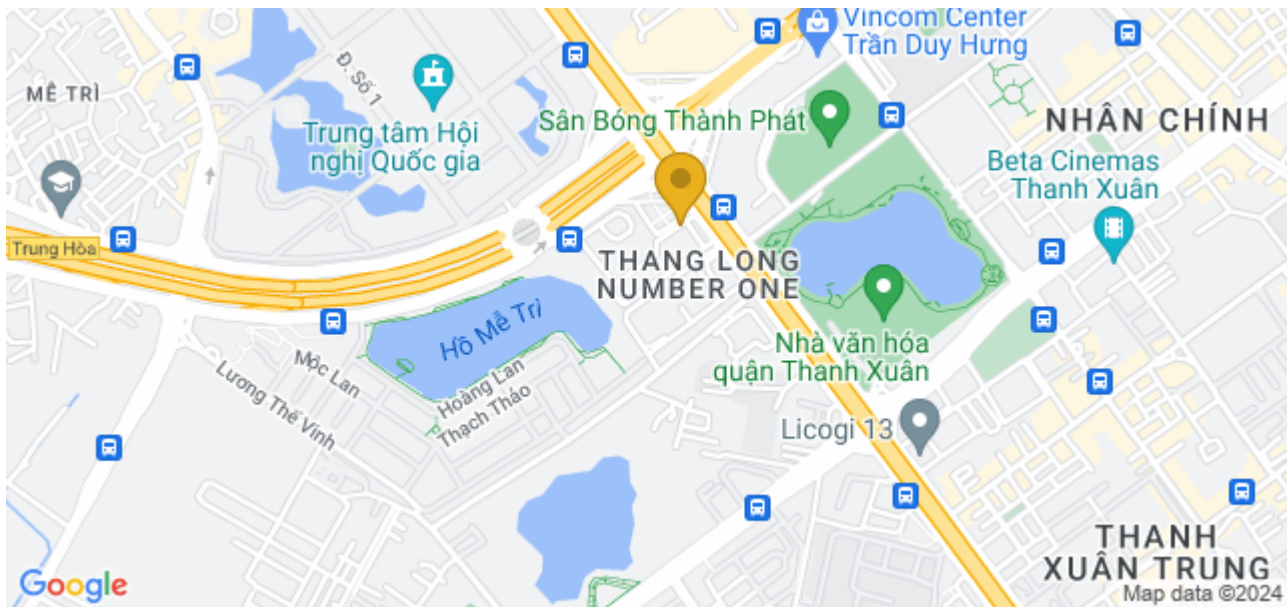 Vincom Center
Trần Duy Hưng
MỄ TRÌ
Đ. Số 1
Trung tâm Hội
nghị Quốc gia
Sân Bóng Thành Phát
NHÂN CHÍNH
Beta Cinemas
Thanh Xuân
Trung Hòa
THANG LONG
NUMBER ONE
Hồ Mễ Trì
Nhà văn hóa
quận Thanh Xuân
Mộc Lan
Lương Thế Vinh
Hoàng Lan
Thạch Thảo
Licogi 13
THANH
XUÂN TRUNG
Google
Map data ©2024